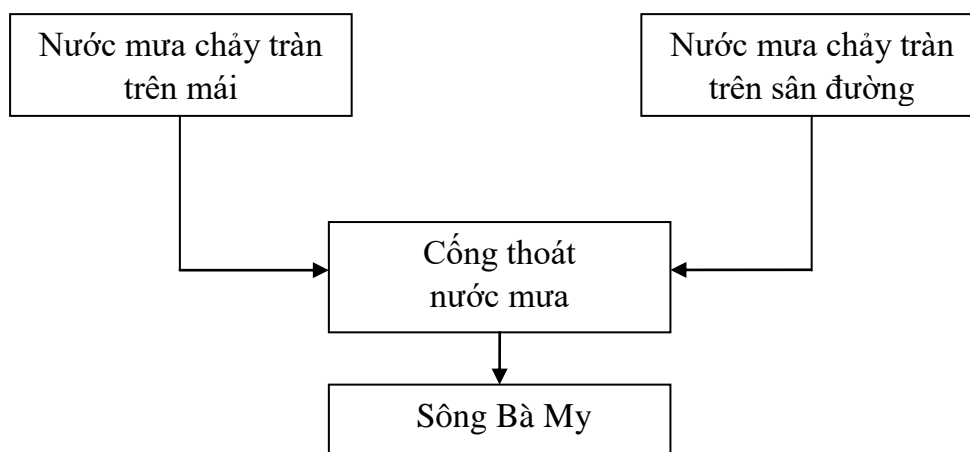 Nước mưa chảy tràn
trên mái
Nước mưa chảy tràn
trên sân đường
Cống thoát
nước mưa
Sông Bà My